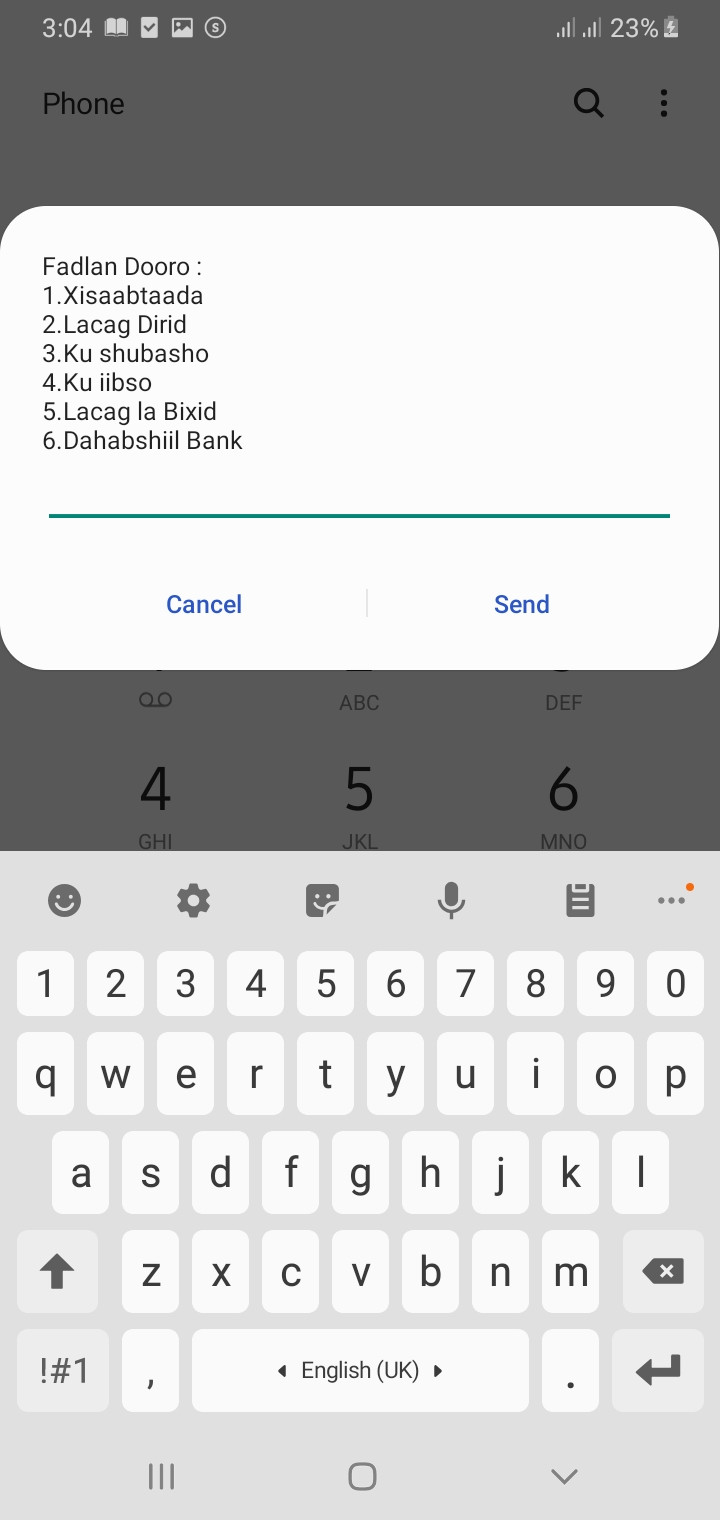 3:04
23%
Phone
Fadlan Dooro :
1.Xisaabtaada
2.Lacag Dirid
3.Ku shubasho
4.Ku iibso
5.Lacag la Bixid
6.Dahabshiil Bank
Cancel
Send
ABC
DEF
4
5
6
GHI
JKL
MNO
1 2 3 4 5 6 7 8 9 0
q w e r t y u i o p
a s d f g h j k l
z x c v b n m
!#1 , English (UK) .